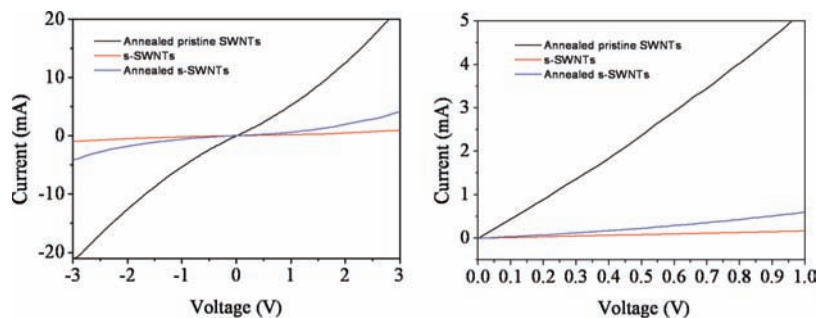 20
10
0
-10
-20
-3
-2
-1
0
1
2
3
Current (mA)
Voltage (V)
Annealed pristine SWNTs
s-SWNTs
Annealed s-SWNTs
5
4
3
2
1
0
0.0
0.1
0.2
0.3
0.4
0.5
0.6
0.7
0.8
0.9
1.0
Current (mA)
Voltage (V)
Annealed pristine SWNTs
s-SWNTs
Annealed s-SWNTs